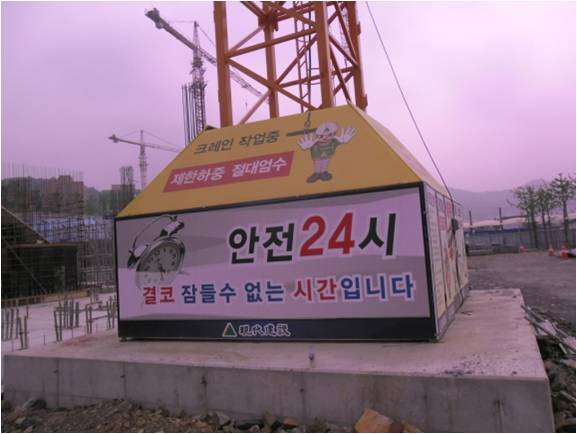 크레인 작업중
제한하중 절대엄수
안전24시
결코 잠들수 없는 시간입니다
現代建設